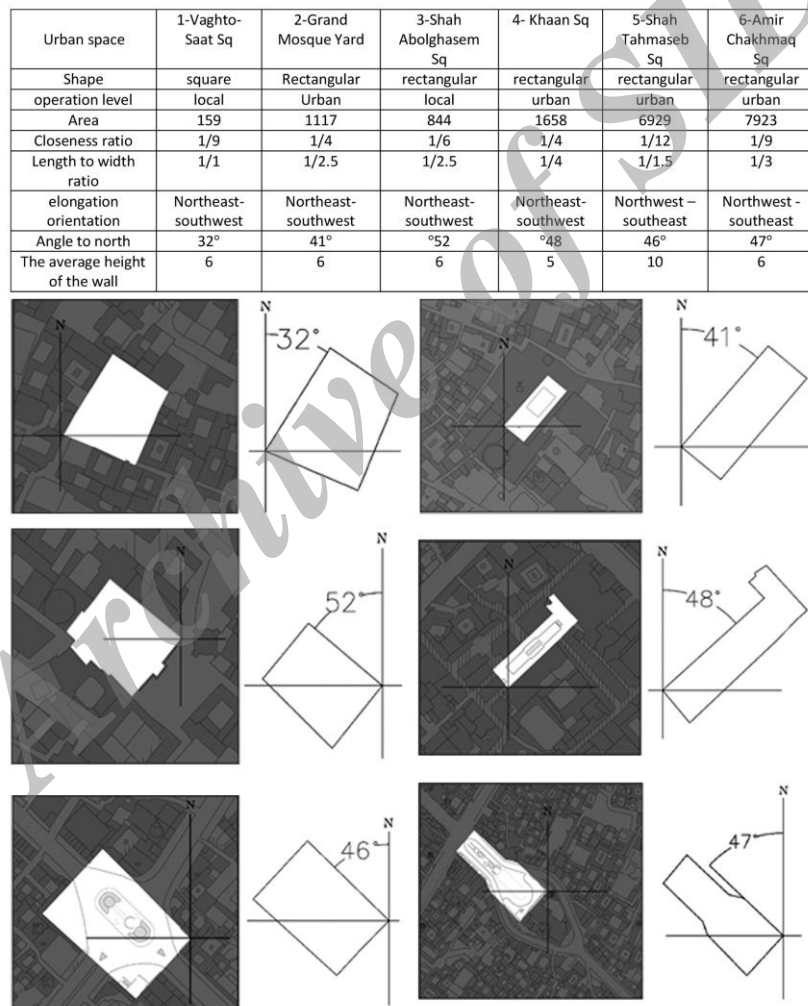 Urban space
1-Vaghto-
Saat Sq
2-Grand
Mosque Yard
3-Shah
Abolghasem
Sq
4- Khaan Sq
5-Shah
Tahmaseb
Sq
6-Amir
Chakhmaq
Sq
Shape
square
Rectangular
rectangular
rectangular
rectangular
rectangular
operation level
local
Urban
local
urban
urban
urban
Area
159
1117
844
1658
6929
7923
Closeness ratio
1/9
1/4
1/6
1/4
1/12
1/9
Length to width
ratio
1/1
1/2.5
1/2.5
1/4
1/1.5
1/3
elongation
orientation
Northeast-
southwest
Northeast-
southwest
Northeast-
southwest
Northeast-
southwest
Northwest –
southeast
Northwest -
southeast
Angle to north
32°
41°
°52
°48
46°
47°
The average height
of the wall
6
6
6
5
10
6
N
N
32°
N
N
41°
N
N
52°
N
N
48°
N
N
46°
N
N
47°
Archive of SID